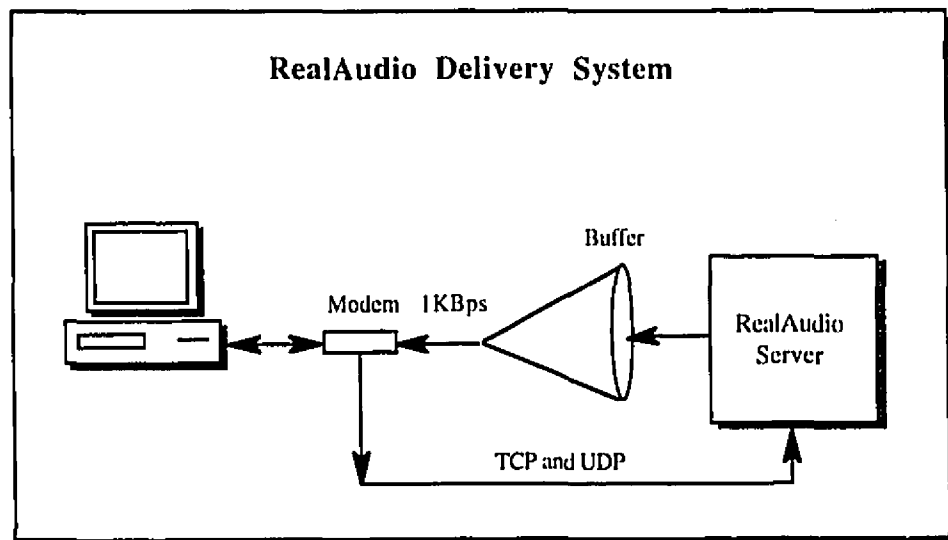 RealAudio Delivery System
Buffer
Modem 1KBps
RealAudio
Server
TCP and UDP